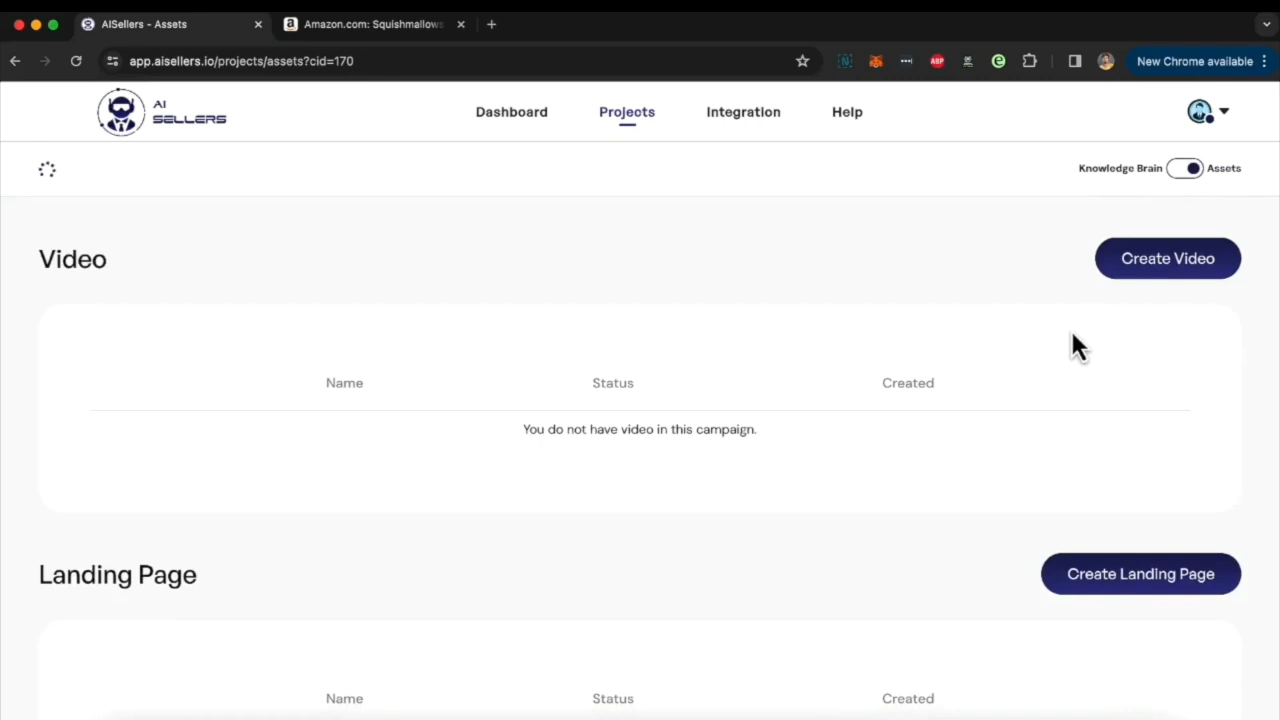 AISellers - Assets
Amazon.com: Squishmallows
app.aisellers.io/projects/assets?cid=170
ABP
New Chrome available
AI
SELLERS
Dashboard
Projects
Integration
Help
Knowledge Brain
Assets
Video
Create Video
Name
Status
Created
You do not have video in this campaign.
Landing Page
Create Landing Page
Name
Status
Created